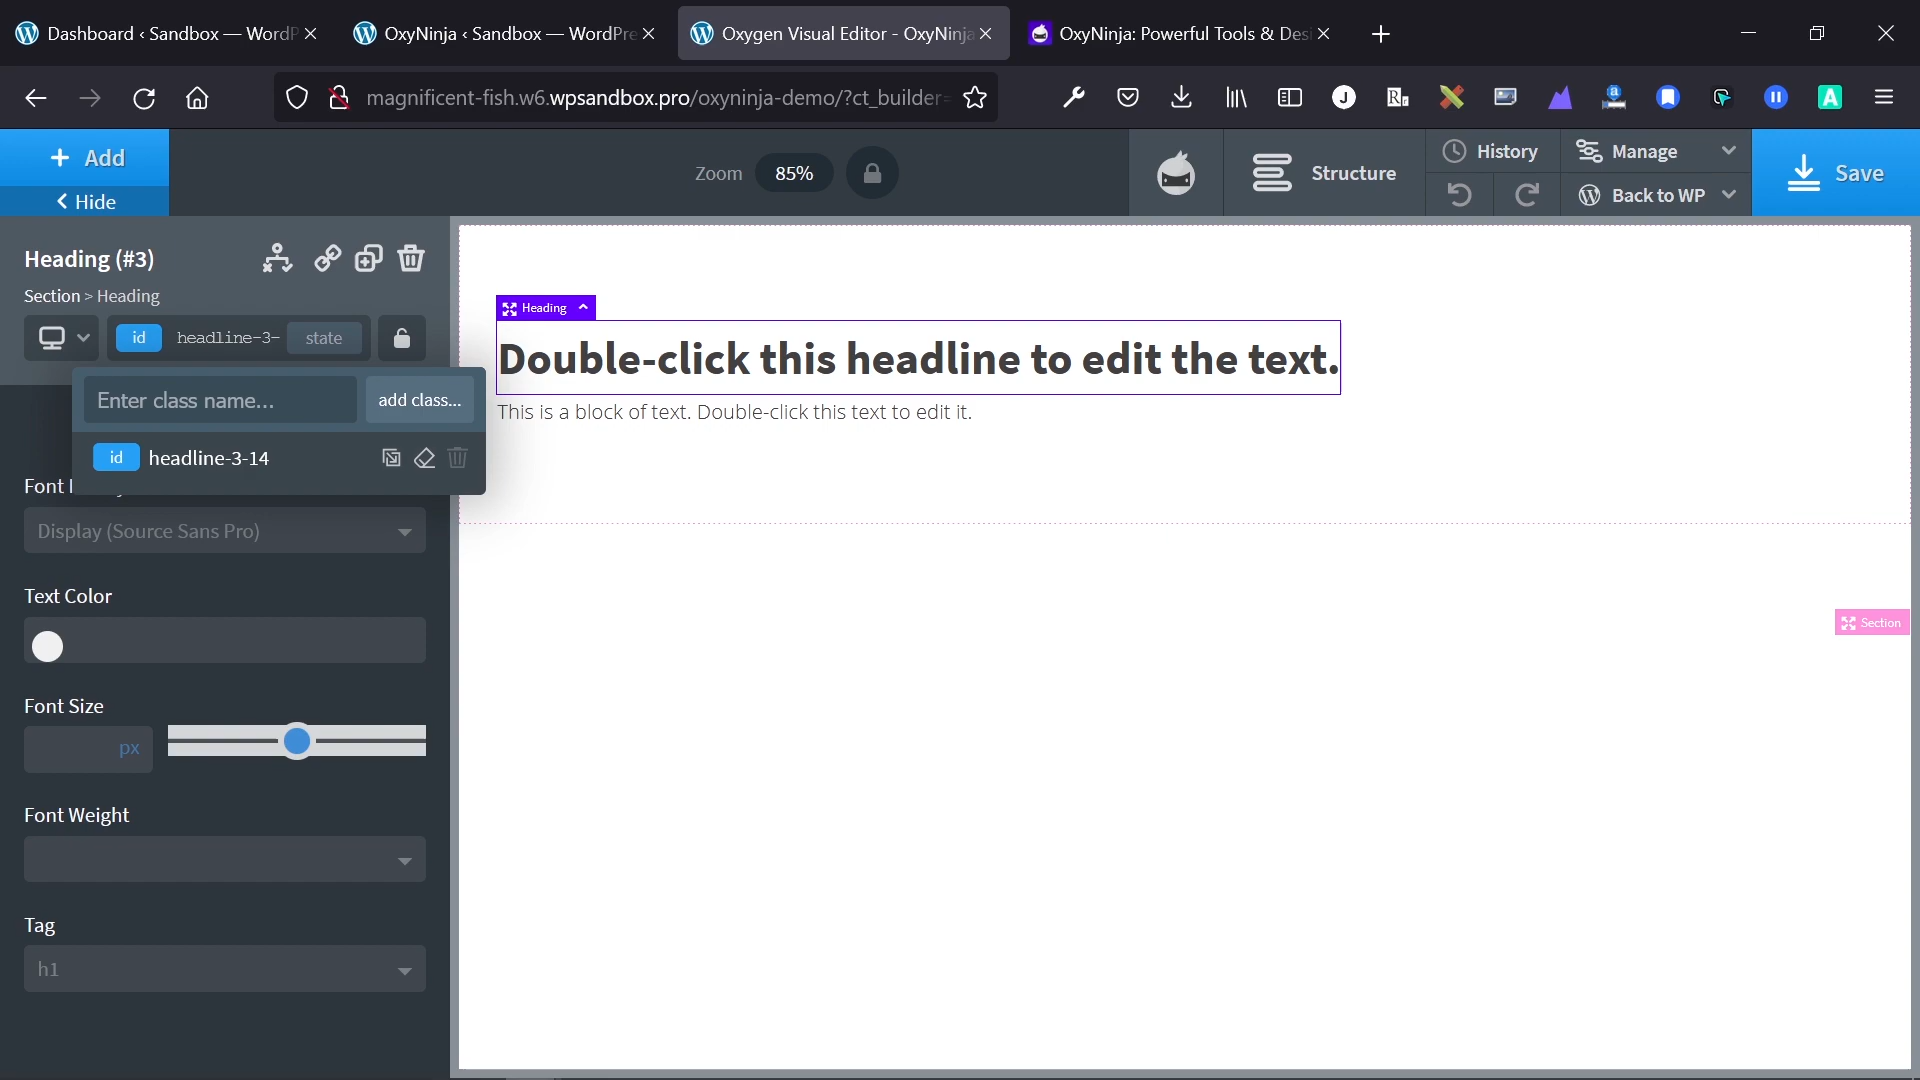 Dashboard ‹ Sandbox — WordP
OxyNinja ‹ Sandbox — WordPre
Oxygen Visual Editor - OxyNinja
OxyNinja: Powerful Tools & Desi
magnificent-fish.w6.wpsandbox.pro/oxyninja-demo/?ct_builder=
+ Add
Hide
Zoom
85%
Structure
History
Manage
Back to WP
Save
Heading (#3)
Section > Heading
id
headline-3-
state
Enter class name...
add class...
id
headline-3-14
Font
Display (Source Sans Pro)
Text Color
Font Size
px
Font Weight
Tag
h1
Heading
Double-click this headline to edit the text.
This is a block of text. Double-click this text to edit it.
Section